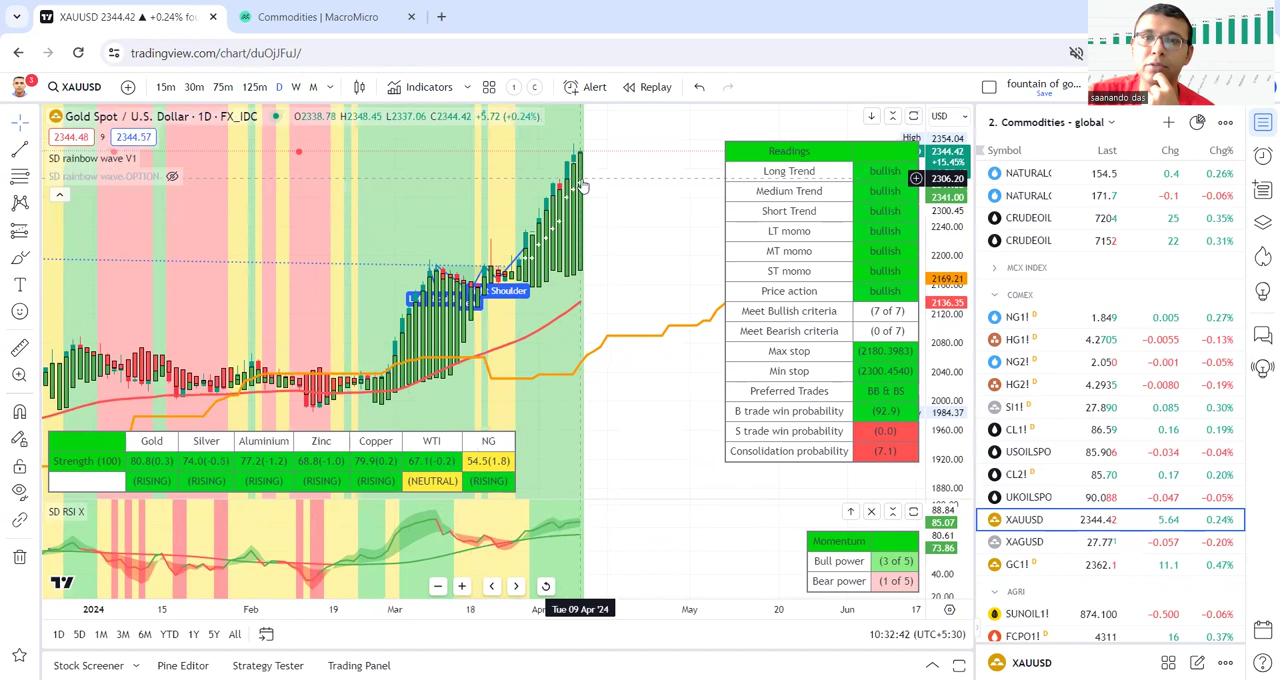 XAUUSD 2344.42 ▲ +0.24% fo
Commodities | MacroMicro
tradingview.com/chart/duOjJFuJ/
3
XAUUSD
15m 30m 75m 125m D W M
Indicators
1 C
Alert
Replay
fountain of go...
Save
saanando das
Gold Spot / U.S. Dollar · 1D · FX_IDC O2338.78 H2348.45 L2337.06 C2344.42 +5.72 (+0.24%)
2344.48 9 2344.57
SD rainbow wave V1
SD rainbow wave OPTION
Shoulder
USD
High 2354.04
2344.42
+15.45%
2306.20
2341.00
2300.45
2240.00
2200.00
2169.21
2136.35
2120.00
2080.00
2040.00
2000.00
1984.37
1960.00
1920.00
1880.00
Readings
Long Trend bullish
Medium Trend bullish
Short Trend bullish
LT momo bullish
MT momo bullish
ST momo bullish
Price action bullish
Meet Bullish criteria (7 of 7)
Meet Bearish criteria (0 of 7)
Max stop (2180.3983)
Min stop (2300.4540)
Preferred Trades BB & BS
B trade win probability (92.9)
S trade win probability (0.0)
Consolidation probability (7.1)
Gold Silver Aluminium Zinc Copper WTI NG
Strength (100) 80.8(0.3) 74.0(-0.8) 77.2(-1.2) 68.8(-1.0) 79.9(0.2) 67.1(-0.2) 54.5(1.8)
(RISING) (RISING) (RISING) (RISING) (RISING) (NEUTRAL) (RISING)
SD RSI X
88.84
85.07
80.61
73.86
40.00
20.00
Momentum
Bull power (3 of 5)
Bear power (1 of 5)
2024 15 Feb 19 Mar 18 Apr Tue 09 Apr '24 May 20 Jun 17
1D 5D 1M 3M 6M YTD 1Y 5Y All
10:32:42 (UTC+5:30)
Stock Screener Pine Editor Strategy Tester Trading Panel
2. Commodities - global
Symbol Last Chg Chg%
NATURALG 154.5 0.4 0.26%
NATURALG 171.7 -0.1 -0.06%
CRUDEOIL 7204 25 0.35%
CRUDEOIL 7152 22 0.31%
MCX INDEX
COMEX
NG1! D 1.849 0.005 0.27%
HG1! D 4.2705 −0.0055 −0.13%
NG2! D 2.050 −0.001 −0.05%
HG2! D 4.2935 −0.0080 −0.19%
SI1! D 27.890 0.085 0.30%
CL1! D 86.59 0.16 0.19%
USOILSPO 85.906 −0.034 −0.04%
CL2! D 85.70 0.17 0.20%
UKOILSPO 90.088 −0.047 −0.05%
XAUUSD 2344.42 5.64 0.24%
XAGUSD 27.771 −0.057 −0.20%
GC1! D 2362.1 11.1 0.47%
AGRI
SUNOIL1! 874.100 −0.500 −0.06%
FCPO1! D 4311 16 0.37%
XAUUSD